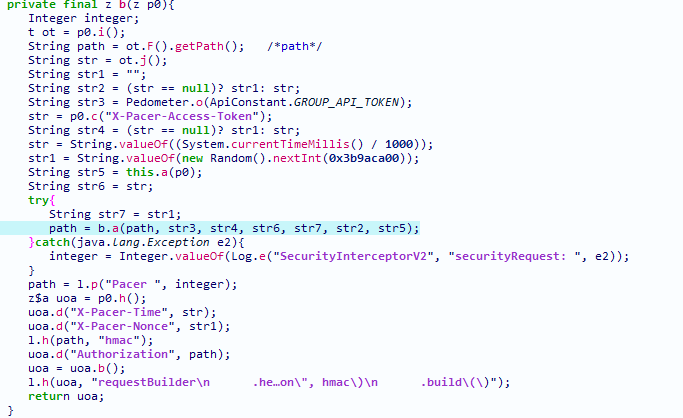 private final z b(z p0){
Integer integer;
t ot = p0.i();
String path = ot.F().getPath();   /*path*/
String str = ot.j();
String str1 = "";
String str2 = (str == null)? str1: str;
String str3 = Pedometer.o(ApiConstant.GROUP_API_TOKEN);
str = p0.c("X-Pacer-Access-Token");
String str4 = (str == null)? str1: str;
str = String.valueOf((System.currentTimeMillis() / 1000));
str1 = String.valueOf(new Random().nextInt(0x3b9aca00));
String str5 = this.a(p0);
String str6 = str;
try{
String str7 = str1;
path = b.a(path, str3, str4, str6, str7, str2, str5);
}catch(java.lang.Exception e2){
integer = Integer.valueOf(Log.e("SecurityInterceptorV2", "securityRequest: ", e2));
}
path = l.p("Pacer ", integer);
z$a uoa = p0.h();
uoa.d("X-Pacer-Time", str);
uoa.d("X-Pacer-Nonce", str1);
l.h(path, "hmac");
uoa.d("Authorization", path);
uoa = uoa.b();
l.h(uoa, "requestBuilder\n      .he…on\", hmac\)\n      .build\(\)");
return uoa;
}